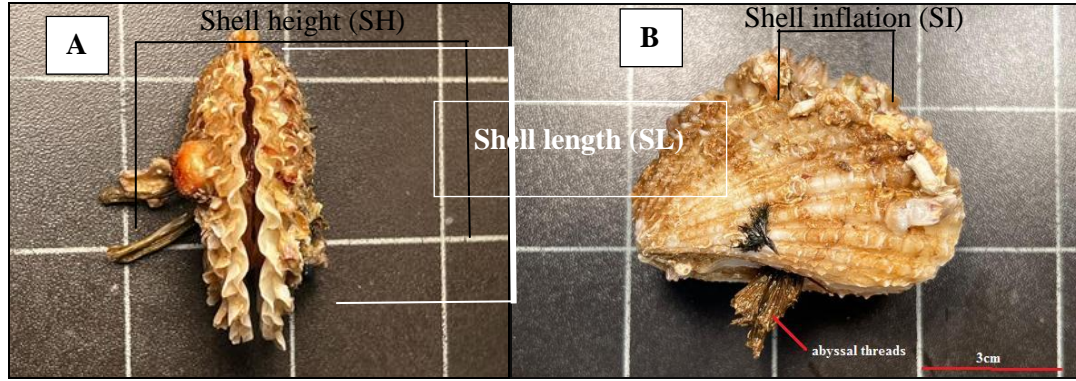 Shell height (SH)
A
Shell inflation (SI)
B
Shell length (SL)
abyssal threads
3cm